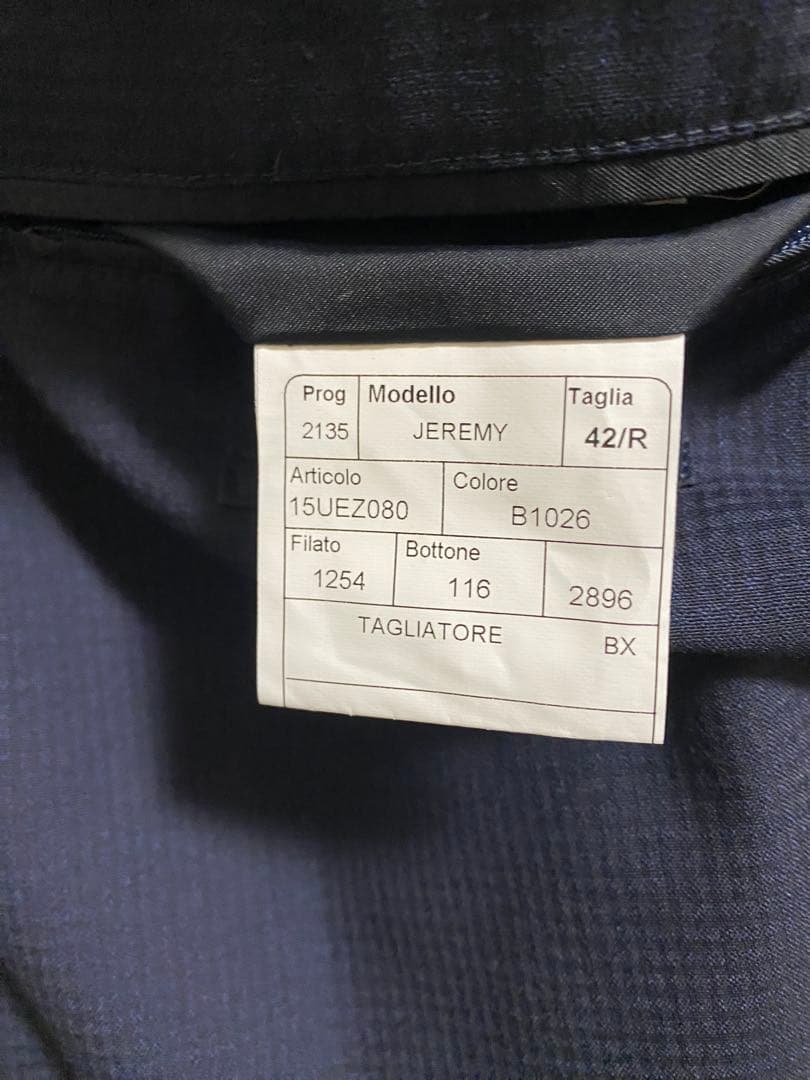 Prog Modello Taglia
2135 JEREMY 42/R
Articolo Colore
15UEZ080 B1026
Filato Bottone
1254 116 2896
TAGLIATORE BX